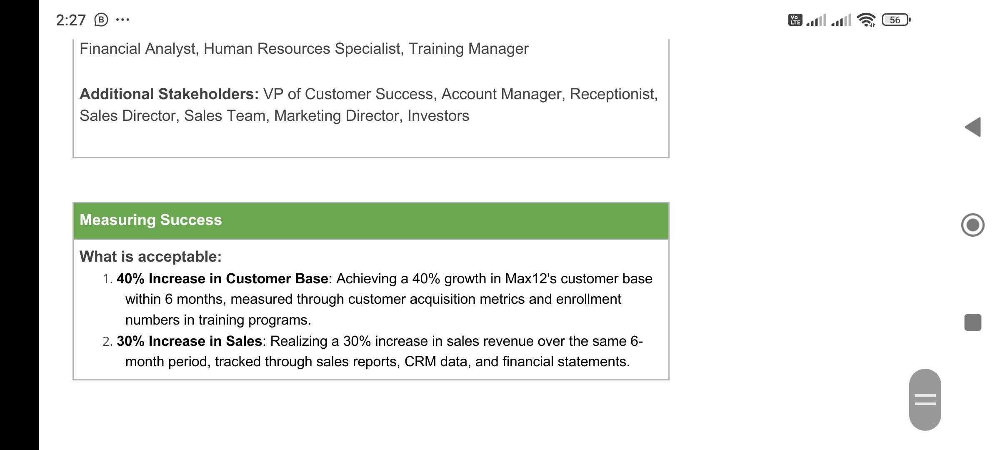 2:27 B ...
Vo LTE 56
Financial Analyst, Human Resources Specialist, Training Manager
Additional Stakeholders: VP of Customer Success, Account Manager, Receptionist,
Sales Director, Sales Team, Marketing Director, Investors
Measuring Success
What is acceptable:
1. 40% Increase in Customer Base: Achieving a 40% growth in Max12's customer base
within 6 months, measured through customer acquisition metrics and enrollment
numbers in training programs.
2. 30% Increase in Sales: Realizing a 30% increase in sales revenue over the same 6-
month period, tracked through sales reports, CRM data, and financial statements.